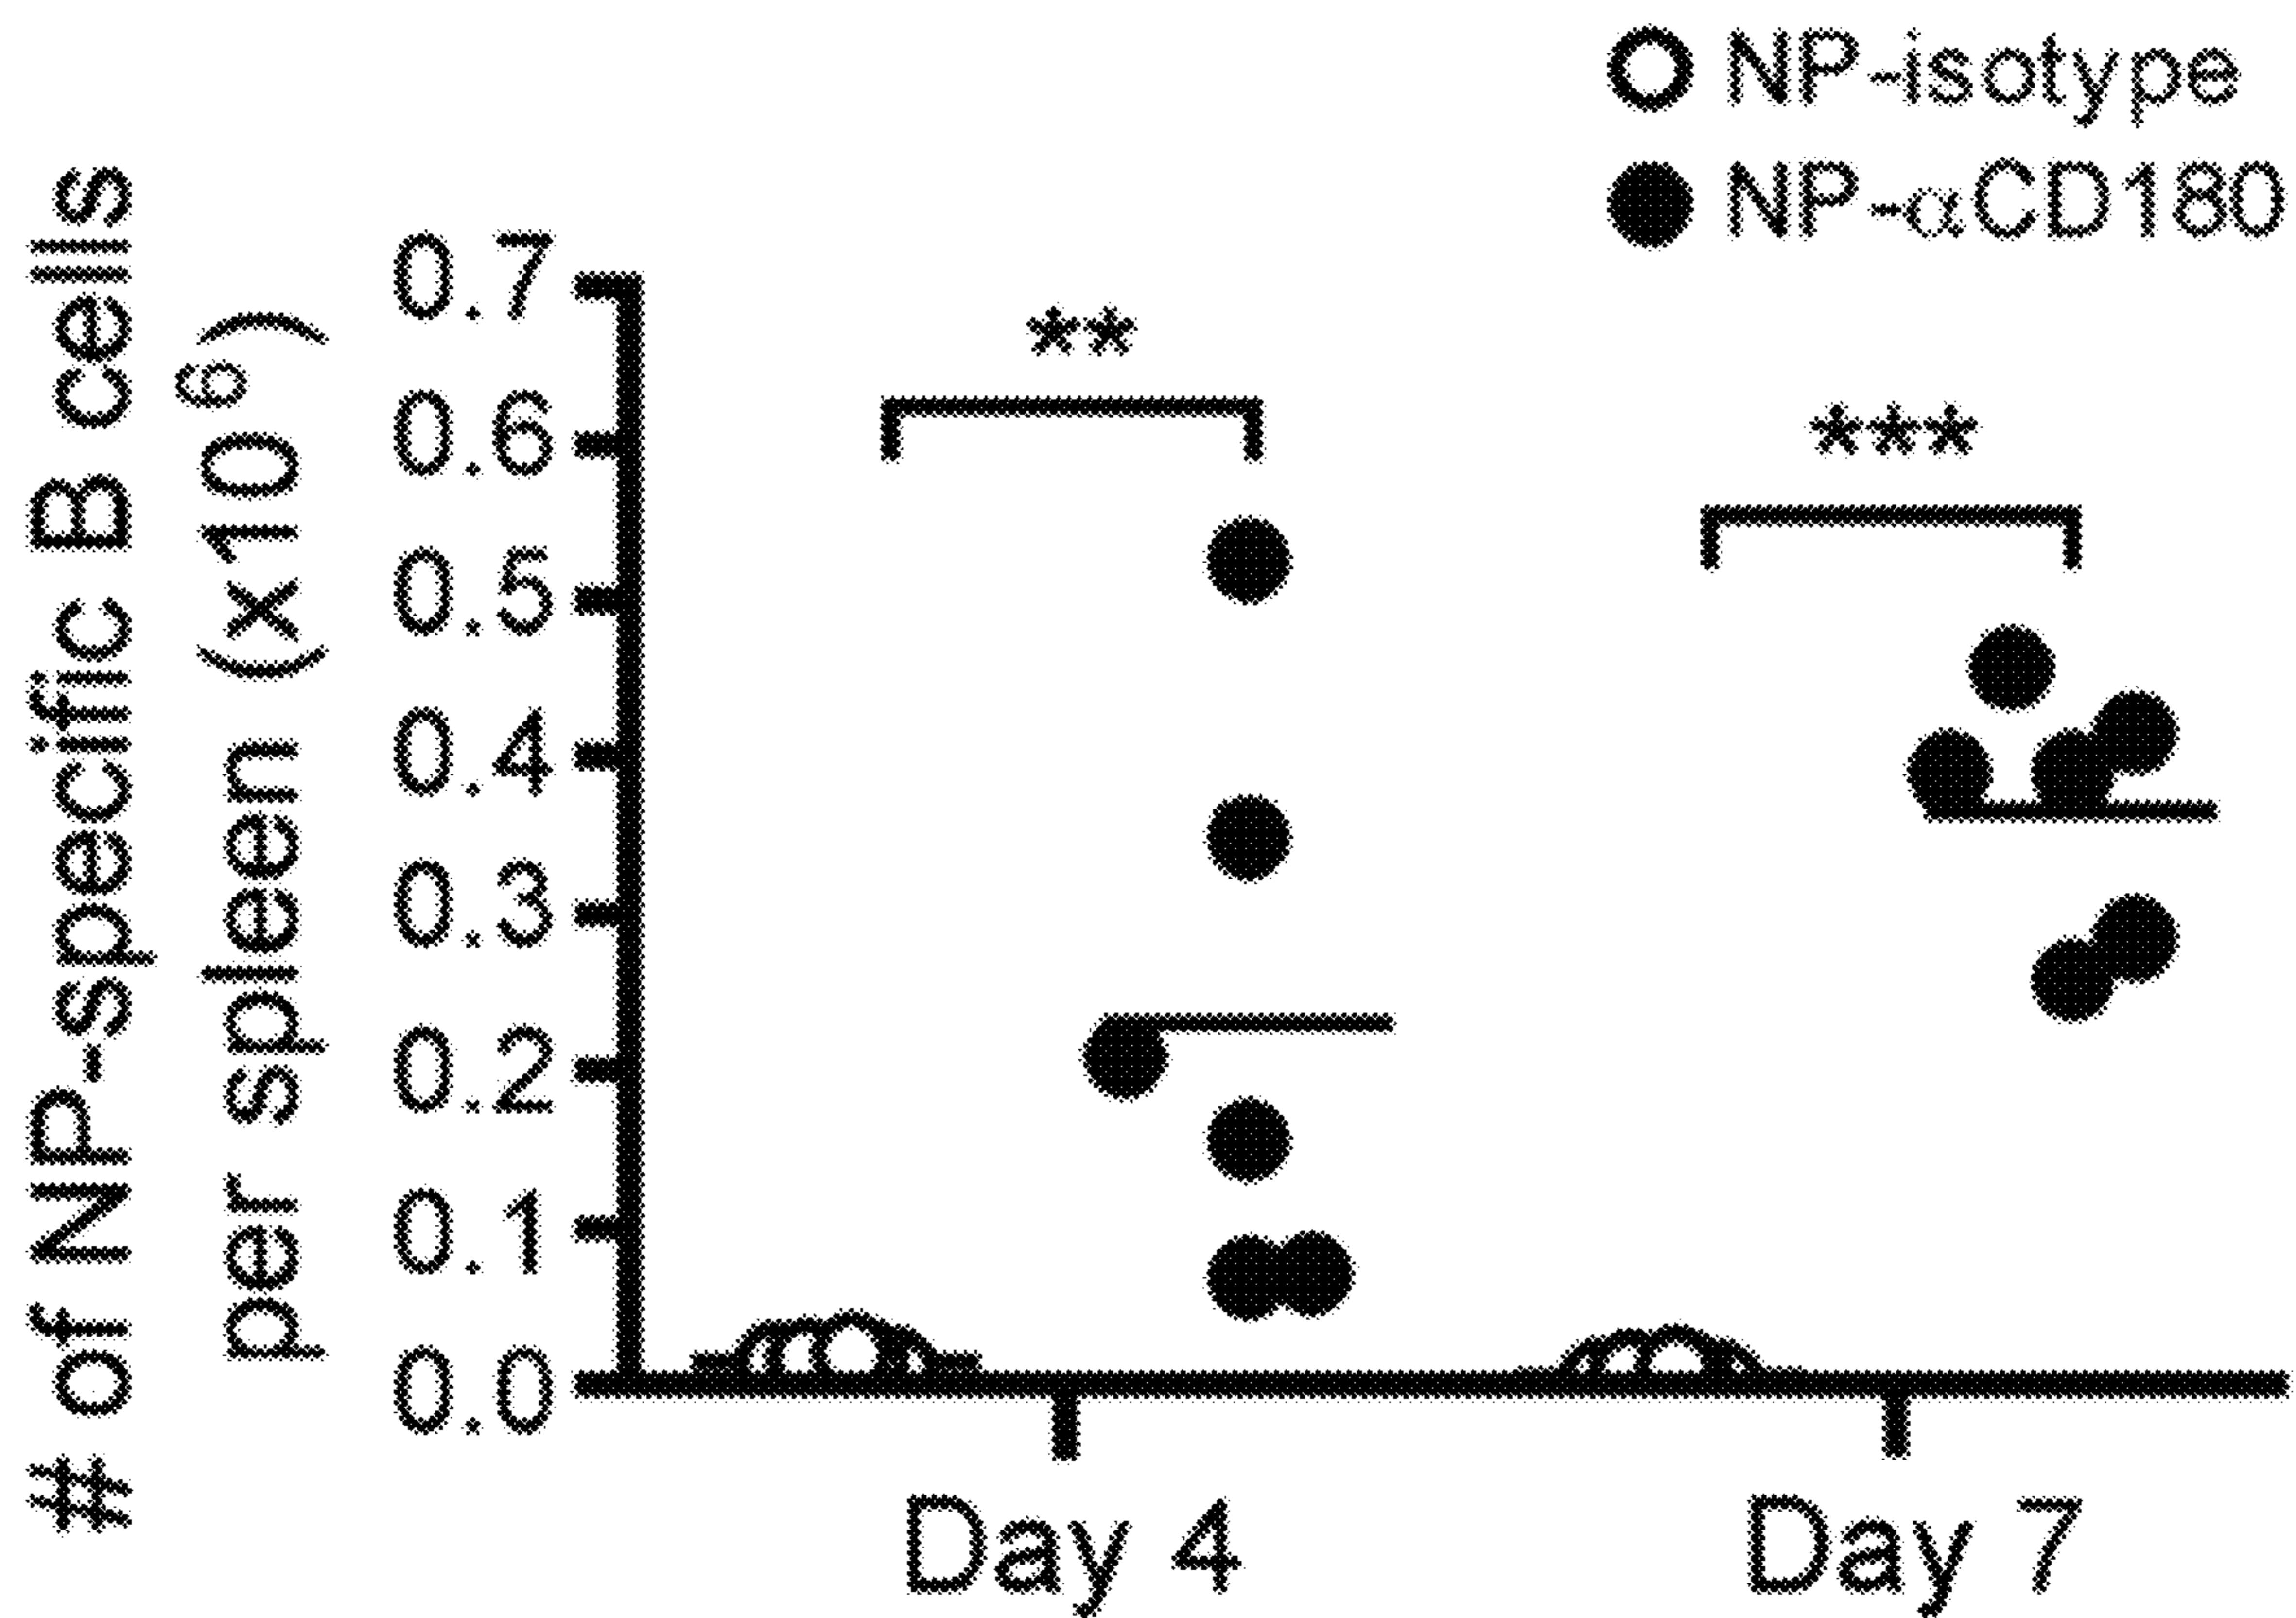 NP-isotype
NP-αCD180
# of NP-specific B cells
per spleen (x10⁶)
0.7
0.6
0.5
0.4
0.3
0.2
0.1
0.0
**
***
Day 4
Day 7